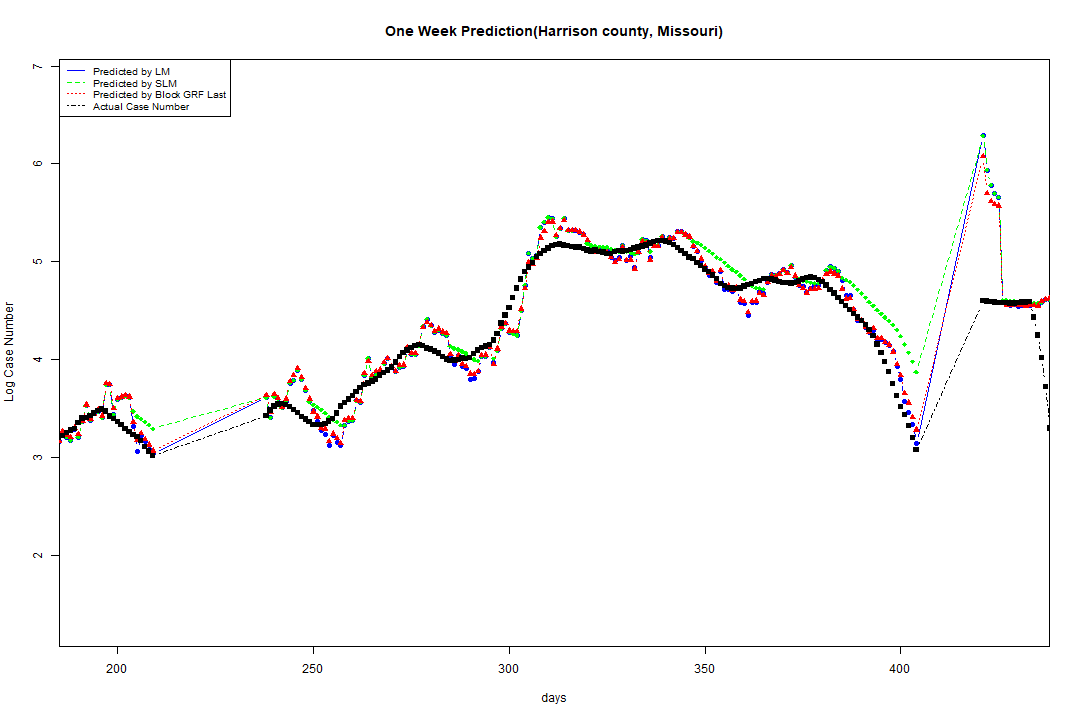 One Week Prediction(Harrison county, Missouri)
Predicted by LM
Predicted by SLM
Predicted by Block GRF Last
Actual Case Number
7
6
5
4
3
2
Log Case Number
200 250 300 350 400
days